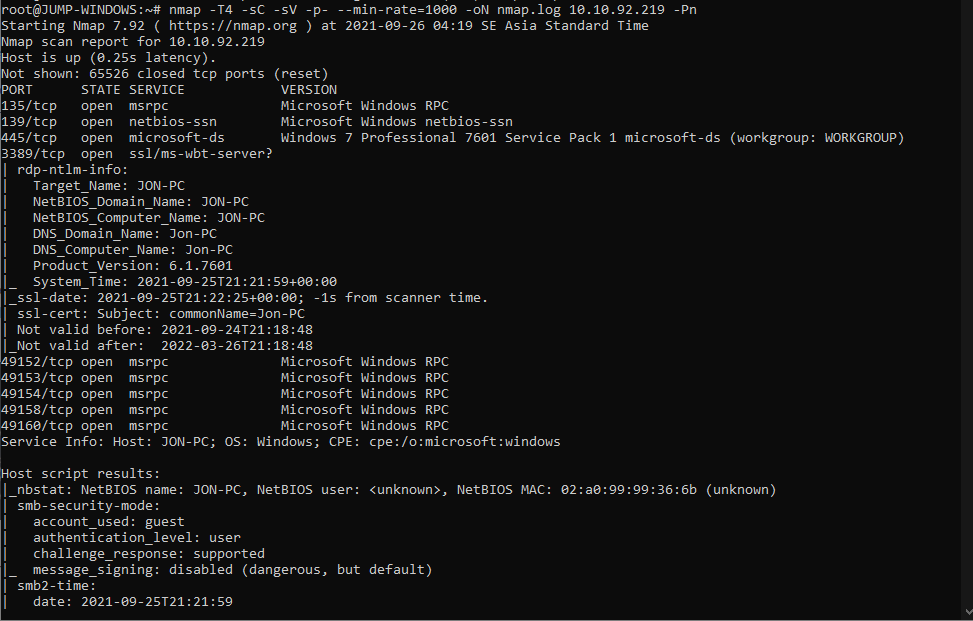 root@JUMP-WINDOWS:~# nmap -T4 -sC -sV -p- --min-rate=1000 -oN nmap.log 10.10.92.219 -Pn
Starting Nmap 7.92 ( https://nmap.org ) at 2021-09-26 04:19 SE Asia Standard Time
Nmap scan report for 10.10.92.219
Host is up (0.25s latency).
Not shown: 65526 closed tcp ports (reset)
PORT      STATE SERVICE            VERSION
135/tcp   open  msrpc              Microsoft Windows RPC
139/tcp   open  netbios-ssn        Microsoft Windows netbios-ssn
445/tcp   open  microsoft-ds       Windows 7 Professional 7601 Service Pack 1 microsoft-ds (workgroup: WORKGROUP)
3389/tcp  open  ssl/ms-wbt-server?
| rdp-ntlm-info:
|   Target_Name: JON-PC
|   NetBIOS_Domain_Name: JON-PC
|   NetBIOS_Computer_Name: JON-PC
|   DNS_Domain_Name: Jon-PC
|   DNS_Computer_Name: Jon-PC
|   Product_Version: 6.1.7601
|_  System_Time: 2021-09-25T21:21:59+00:00
|_ssl-date: 2021-09-25T21:22:25+00:00; -1s from scanner time.
| ssl-cert: Subject: commonName=Jon-PC
| Not valid before: 2021-09-24T21:18:48
|_Not valid after:  2022-03-26T21:18:48
49152/tcp open  msrpc              Microsoft Windows RPC
49153/tcp open  msrpc              Microsoft Windows RPC
49154/tcp open  msrpc              Microsoft Windows RPC
49158/tcp open  msrpc              Microsoft Windows RPC
49160/tcp open  msrpc              Microsoft Windows RPC
Service Info: Host: JON-PC; OS: Windows; CPE: cpe:/o:microsoft:windows

Host script results:
|_nbstat: NetBIOS name: JON-PC, NetBIOS user: <unknown>, NetBIOS MAC: 02:a0:99:99:36:6b (unknown)
| smb-security-mode:
|   account_used: guest
|   authentication_level: user
|   challenge_response: supported
|_  message_signing: disabled (dangerous, but default)
| smb2-time:
|   date: 2021-09-25T21:21:59